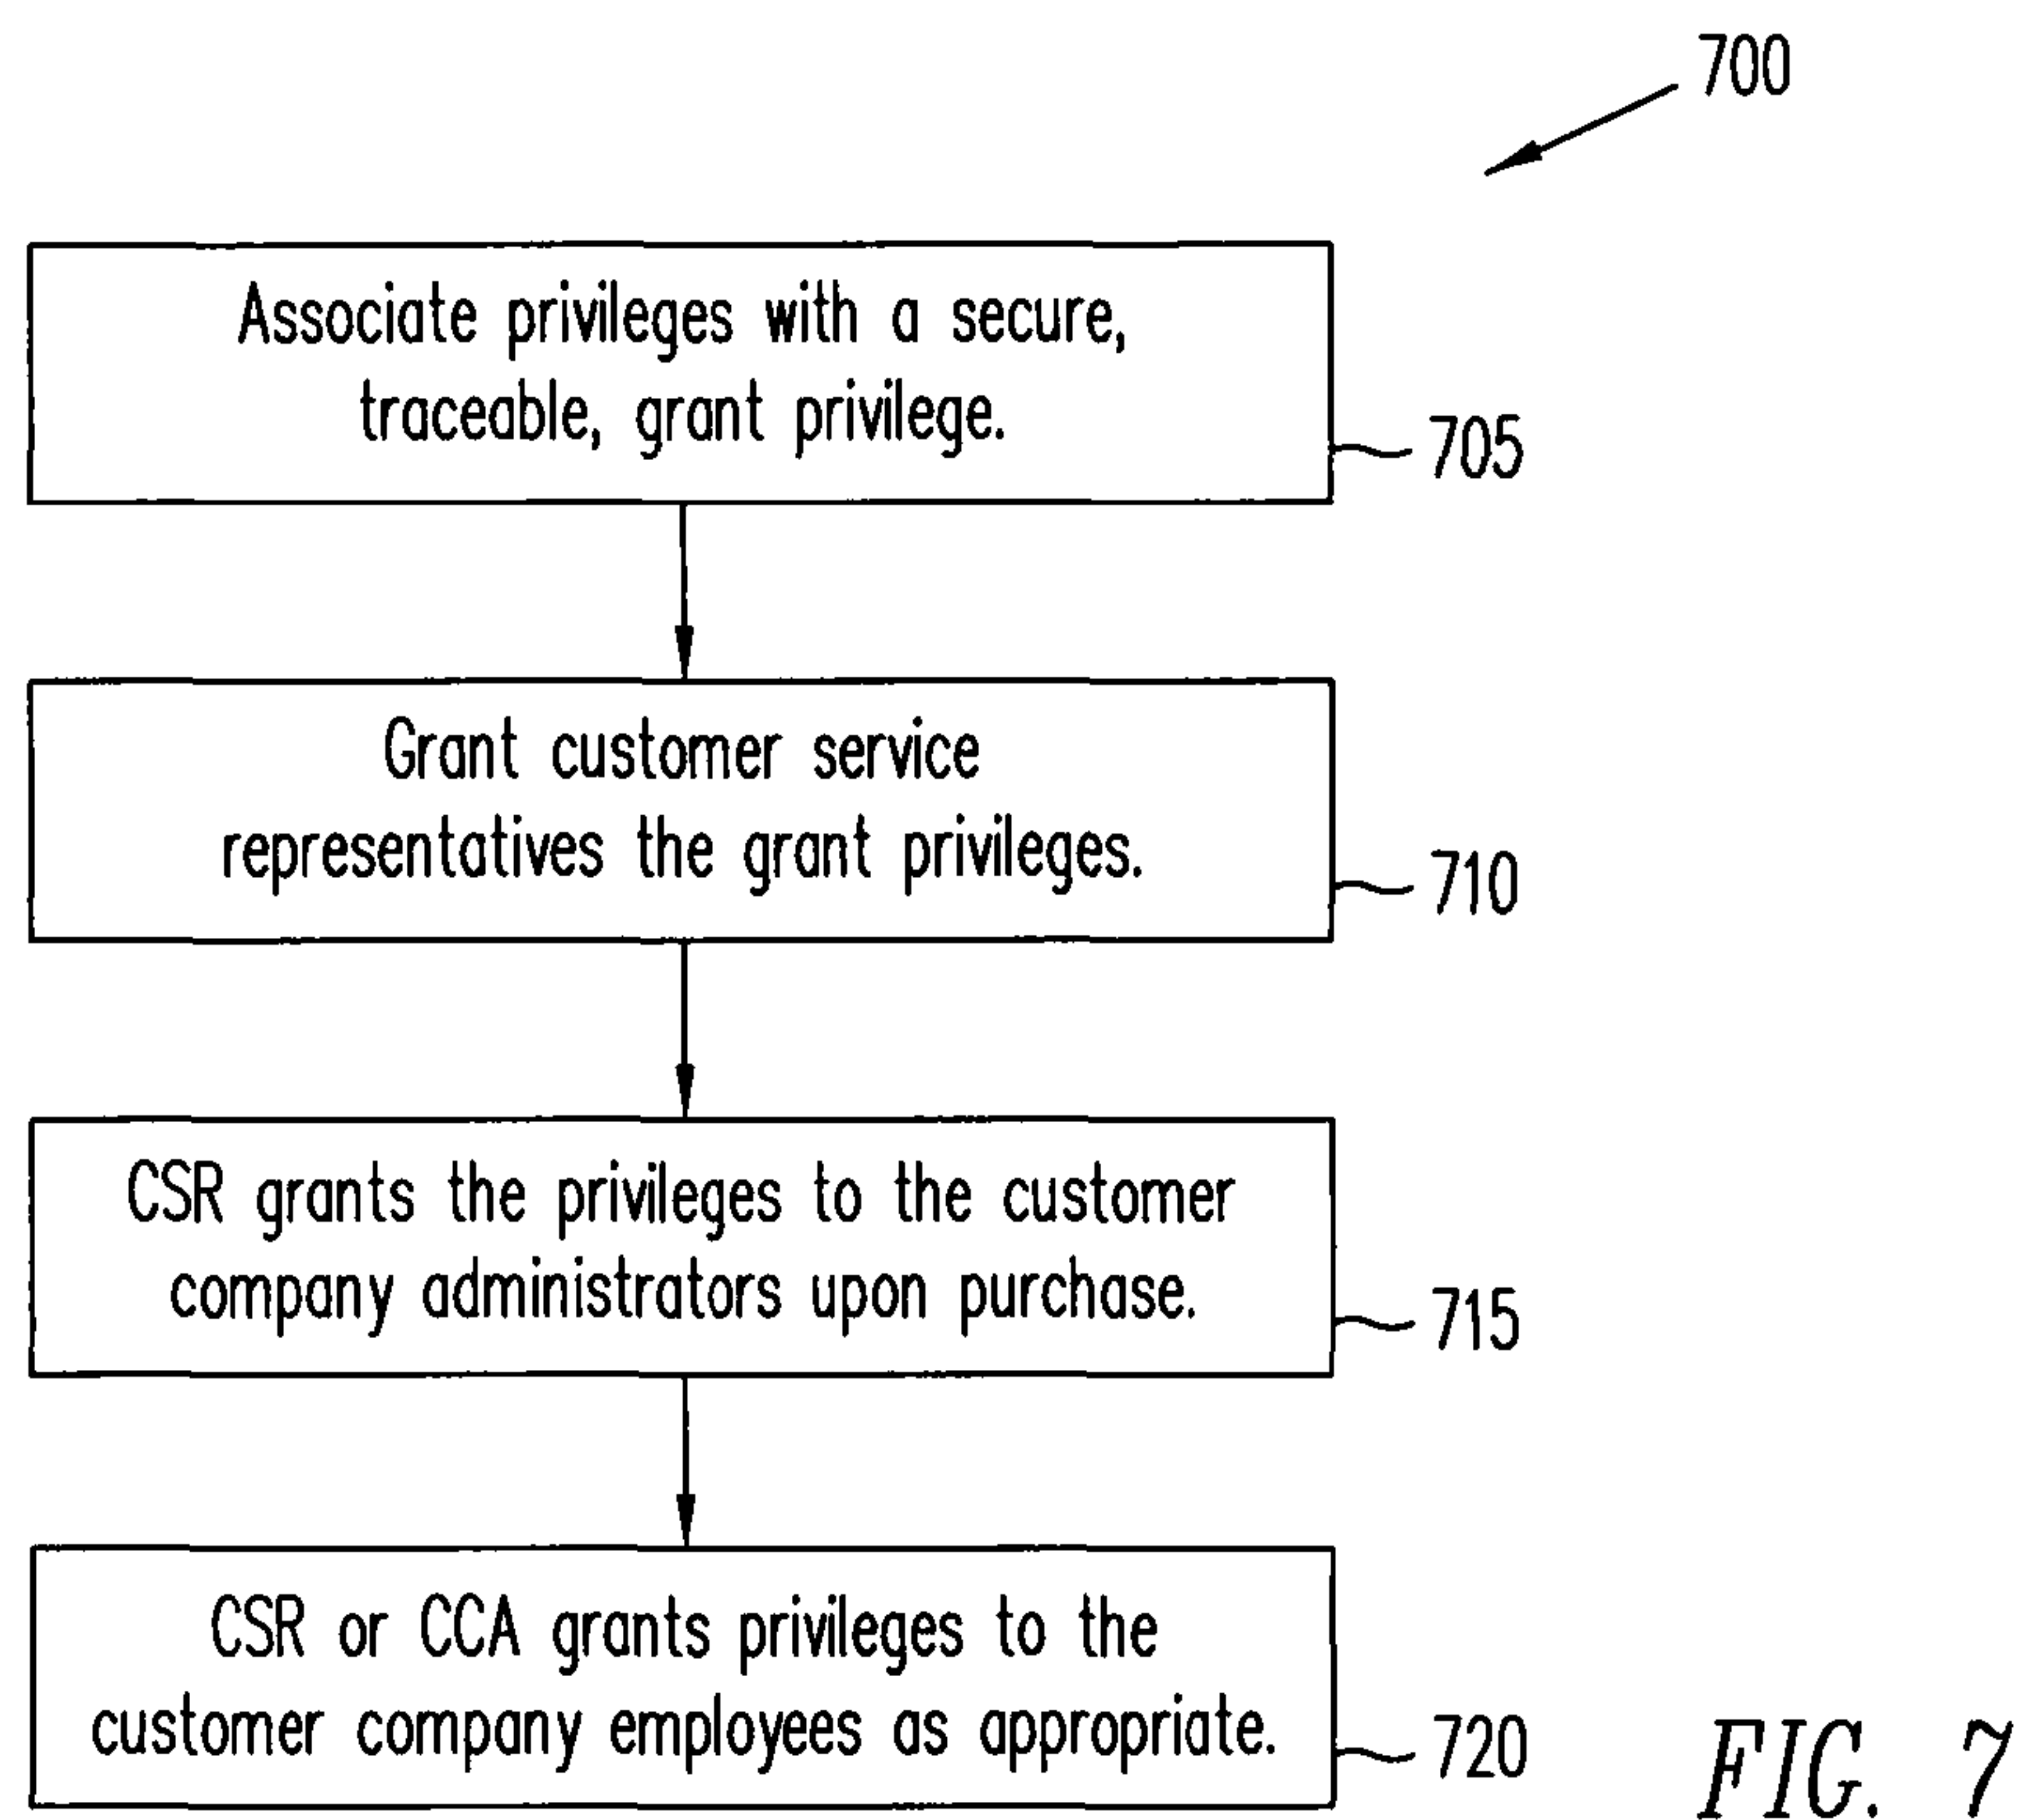 700
Associate privileges with a secure,
traceable, grant privilege.
705
Grant customer service
representatives the grant privileges.
710
CSR grants the privileges to the customer
company administrators upon purchase.
715
CSR or CCA grants privileges to the
customer company employees as appropriate.
720
FIG. 7